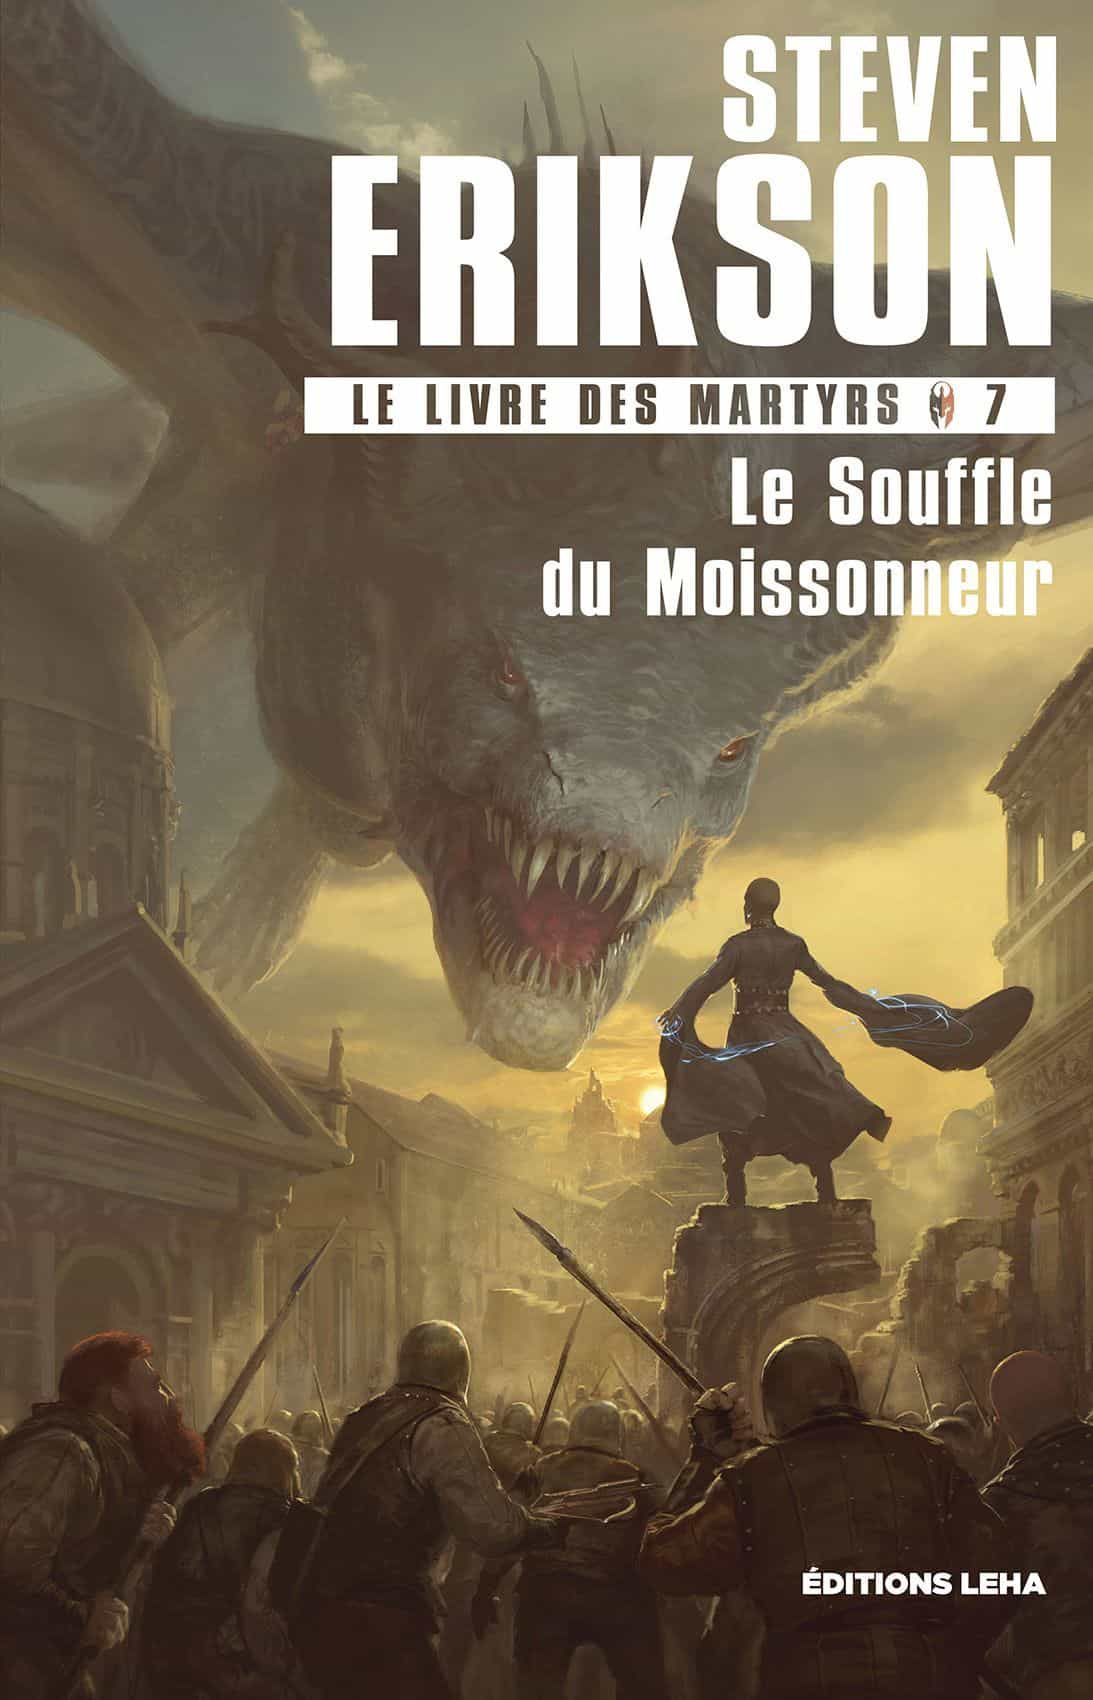 STEVEN
ERIKSON
LE LIVRE DES MARTYRS 7
Le Souffle
du Moissonneur
ÉDITIONS LEHA